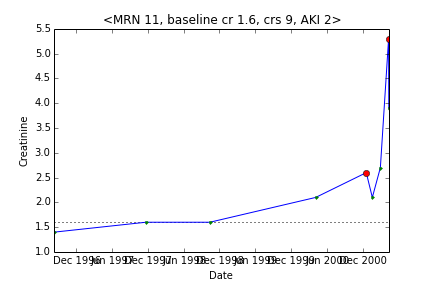 <MRN 11, baseline cr 1.6, crs 9, AKI 2>
5.5
5.0
4.5
4.0
3.5
3.0
2.5
2.0
1.5
1.0
Creatinine
Dec 1996 Jun 1997 Dec 1997 Jun 1998 Dec 1998 Jun 1999 Dec 1999 Jun 2000 Dec 2000
Date